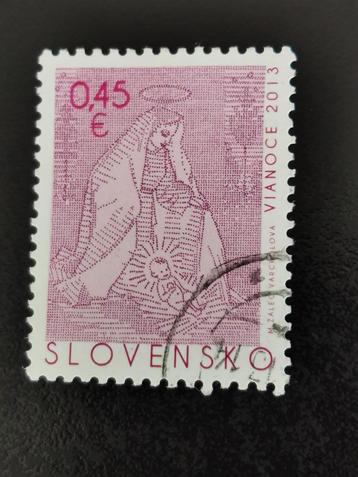 0,45
€
VIANOCE 2013
SLOVENSKO